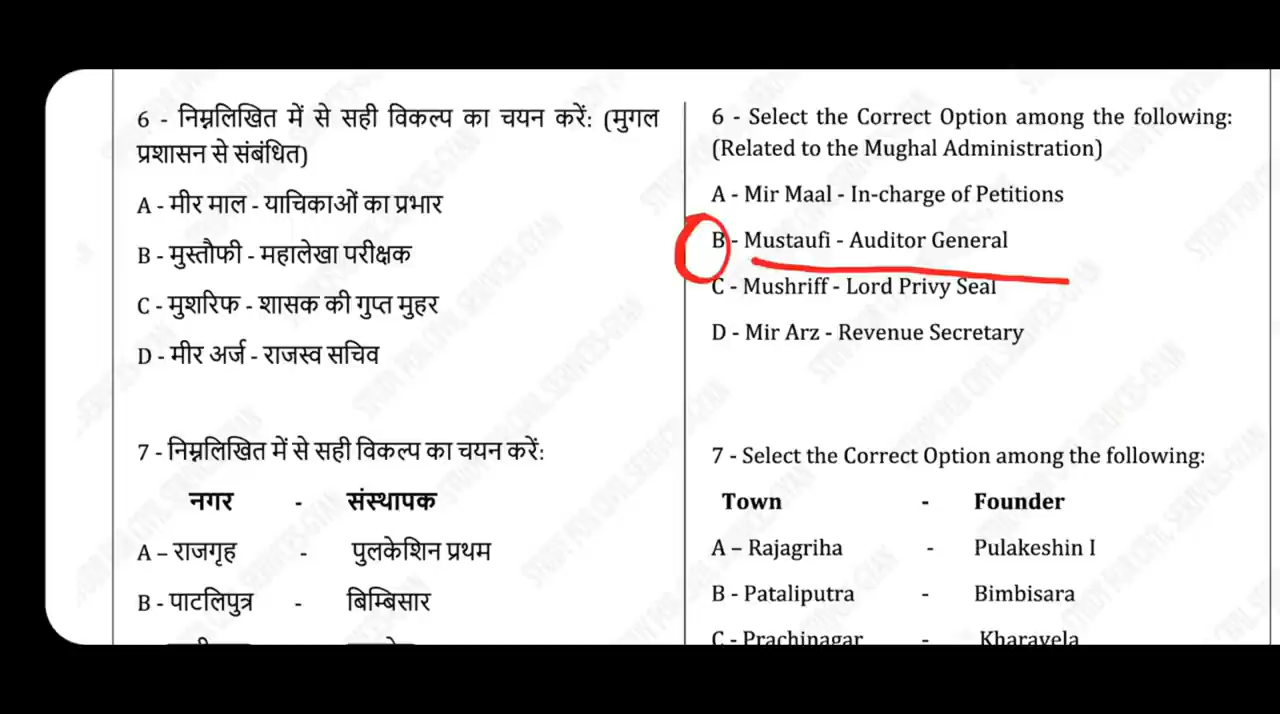 6 - निम्नलिखित में से सही विकल्प का चयन करें: (मुगल
प्रशासन से संबंधित)
A - मीर माल - याचिकाओं का प्रभार
B - मुस्तौफी - महालेखा परीक्षक
C - मुशरिफ - शासक की गुप्त मुहर
D - मीर अर्ज - राजस्व सचिव
7 - निम्नलिखित में से सही विकल्प का चयन करें:
नगर - संस्थापक
A – राजगृह - पुलकेशिन प्रथम
B - पाटलिपुत्र - बिम्बिसार
6 - Select the Correct Option among the following:
(Related to the Mughal Administration)
A - Mir Maal - In-charge of Petitions
B - Mustaufi - Auditor General
C - Mushriff - Lord Privy Seal
D - Mir Arz - Revenue Secretary
7 - Select the Correct Option among the following:
Town - Founder
A – Rajagriha - Pulakeshin I
B - Pataliputra - Bimbisara
C - Prachinagar - Kharavela